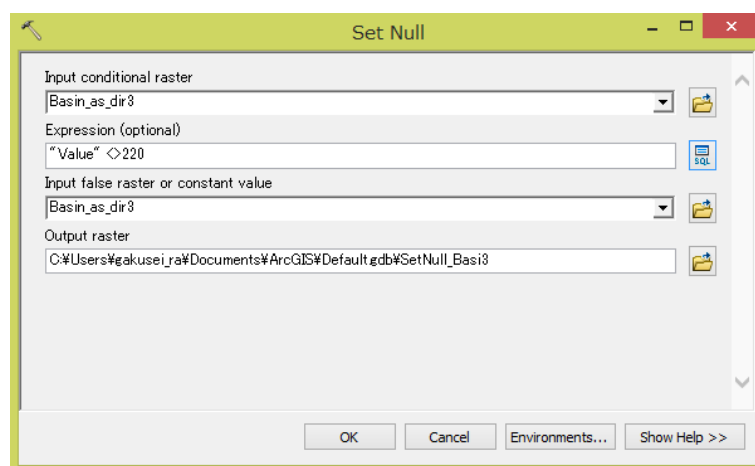 Set Null
Input conditional raster
Basin_as_dir3
Expression (optional)
"Value" <>220
SQL
Input false raster or constant value
Basin_as_dir3
Output raster
C:¥Users¥gakusei_ra¥Documents¥ArcGIS¥Default.gdb¥SetNull_Basi3
OK Cancel Environments... Show Help >>